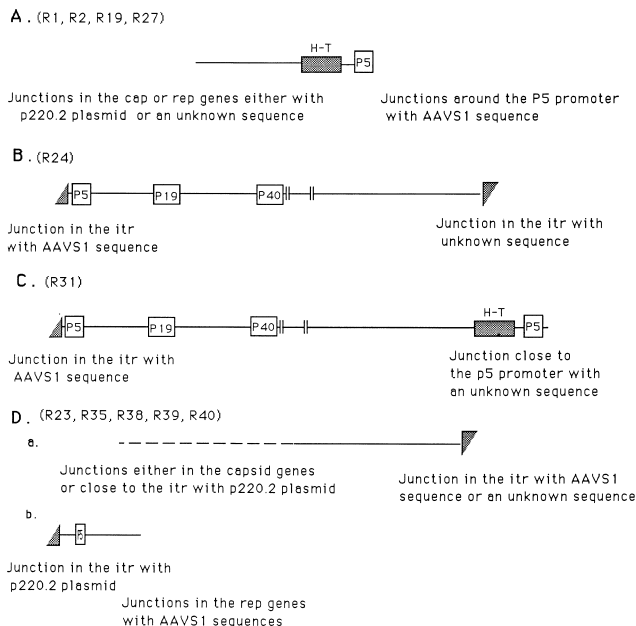 A. (R1, R2, R19, R27)
H-T
P5
Junctions in the cap or rep genes either with
p220.2 plasmid or an unknown sequence
Junctions around the P5 promoter
with AAVS1 sequence
B. (R24)
P5
P19
P40
Junction in the itr
with AAVS1 sequence
Junction in the itr with
unknown sequence
C. (R31)
H-T
P5
P19
P40
P5
Junction in the itr with
AAVS1 sequence
Junction close to
the p5 promoter with
an unknown sequence
D. (R23, R35, R38, R39, R40)
a.
Junctions either in the capsid genes
or close to the itr with p220.2 plasmid
Junction in the itr with AAVS1
sequence or an unknown sequence
b.
Junction in the itr with
p220.2 plasmid
Junctions in the rep genes
with AAVS1 sequences